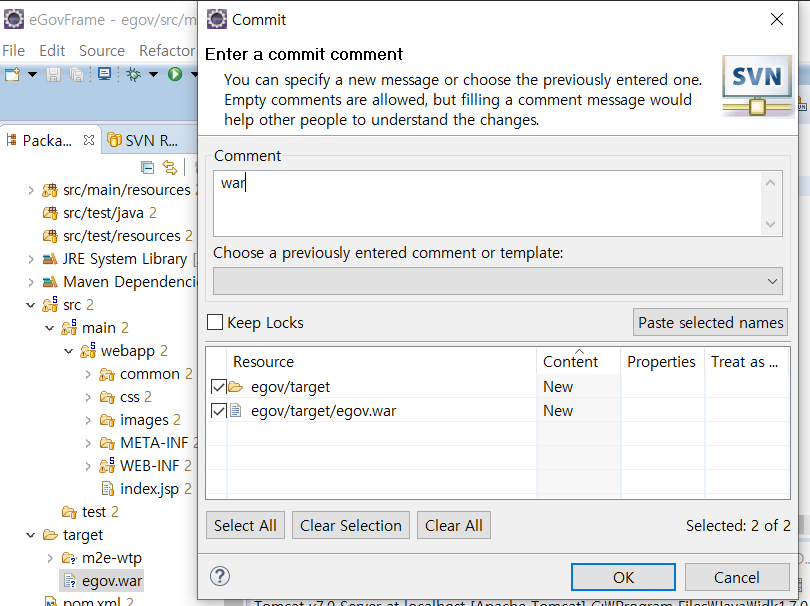 eGovFrame - egov/src/m
File Edit Source Refactor
Packa... SVN R...
src/main/resources 2
src/test/java 2
src/test/resources 2
JRE System Library [
Maven Dependenci
src 2
main 2
webapp 2
common 2
css 2
images 2
META-INF 2
WEB-INF 2
index.jsp 2
test 2
target
m2e-wtp
egov.war
pom.xml 2
Commit
Enter a commit comment
You can specify a new message or choose the previously entered one.
Empty comments are allowed, but filling a comment message would
help other people to understand the changes.
SVN
Comment
war
Choose a previously entered comment or template:
Keep Locks
Paste selected names
Resource Content Properties Treat as ...
egov/target New
egov/target/egov.war New
Select All Clear Selection Clear All Selected: 2 of 2
? OK Cancel
Tomcat v7.0 Server at localhost [Apache Tomcat] C:₩Program Files₩Java₩jdk1.7.0